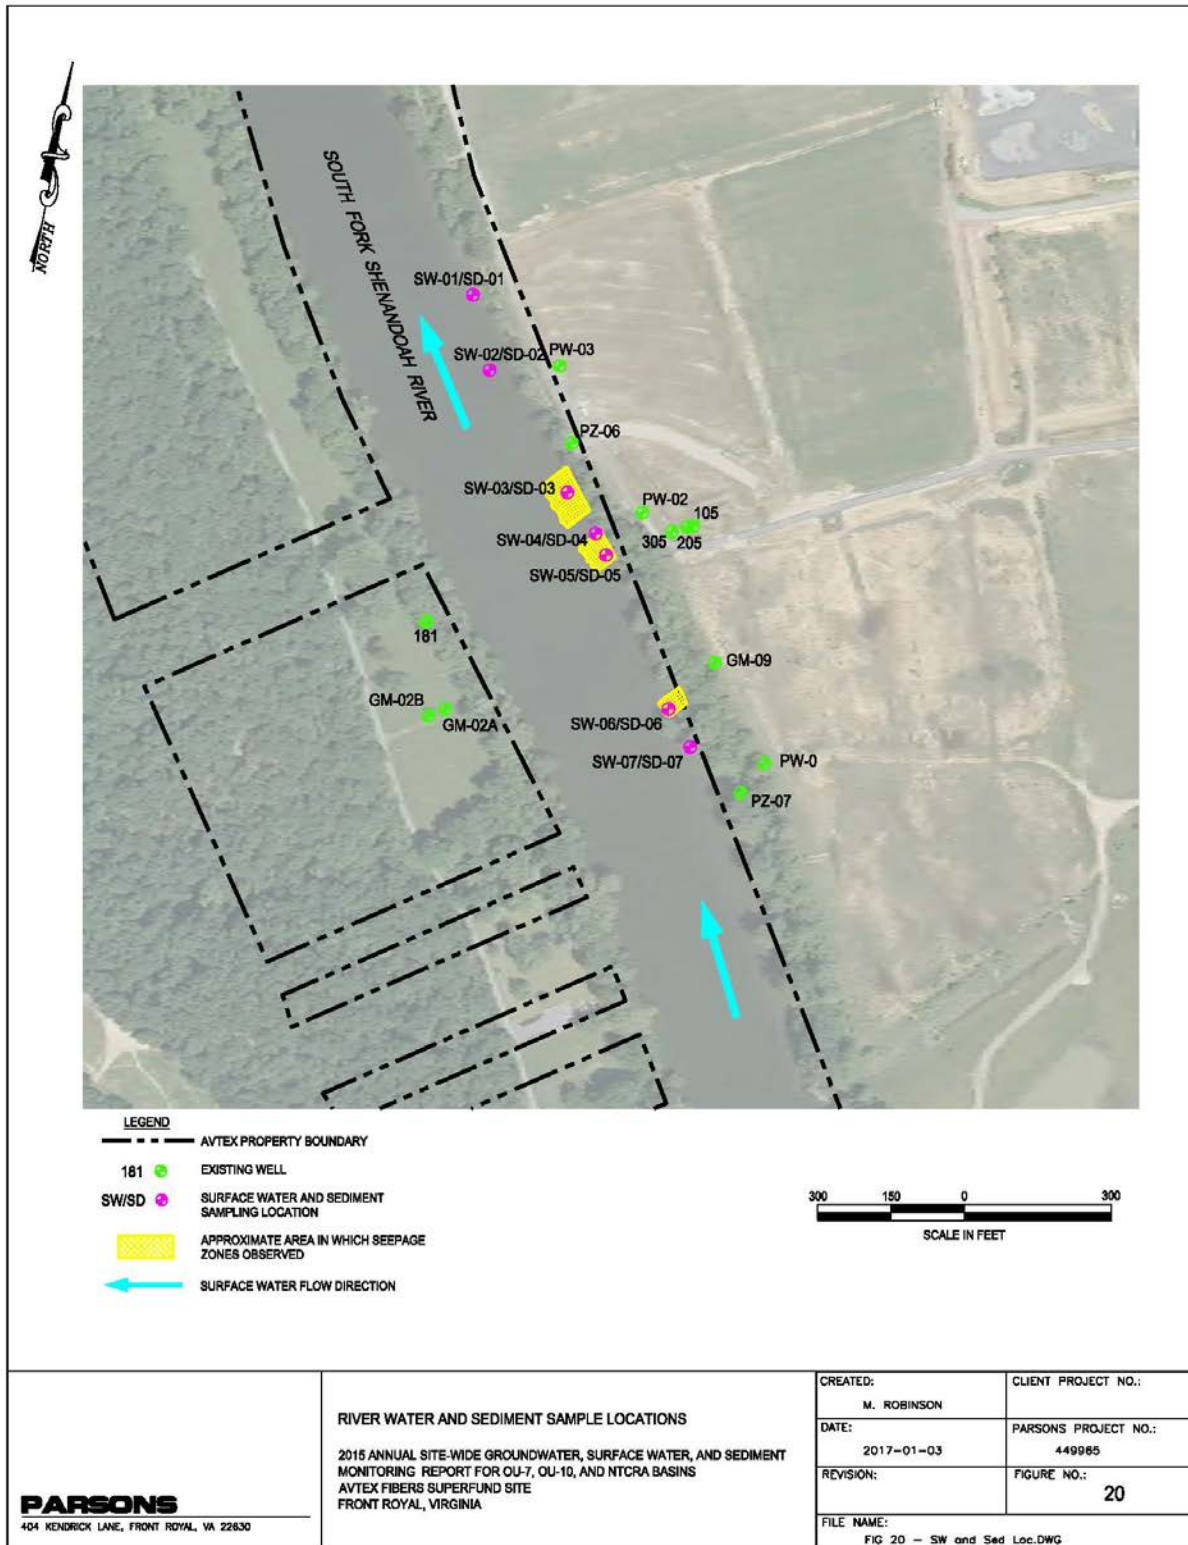 NORTH
SOUTH FORK SHENANDOAH RIVER
SW-01/SD-01
SW-02/SD-02
PW-03
PZ-06
SW-03/SD-03
PW-02
105
SW-04/SD-04
305
205
SW-05/SD-05
181
GM-09
GM-02B
GM-02A
SW-06/SD-06
SW-07/SD-07
PW-0
PZ-07
LEGEND
AVTEX PROPERTY BOUNDARY
181
EXISTING WELL
SW/SD
SURFACE WATER AND SEDIMENT
SAMPLING LOCATION
APPROXIMATE AREA IN WHICH SEEPAGE
ZONES OBSERVED
SURFACE WATER FLOW DIRECTION
300 150 0 300
SCALE IN FEET
PARSONS
404 KENDRICK LANE, FRONT ROYAL, VA 22630
RIVER WATER AND SEDIMENT SAMPLE LOCATIONS
2015 ANNUAL SITE-WIDE GROUNDWATER, SURFACE WATER, AND SEDIMENT
MONITORING REPORT FOR OU-7, OU-10, AND NTCRA BASINS
AVTEX FIBERS SUPERFUND SITE
FRONT ROYAL, VIRGINIA
CREATED:
M. ROBINSON
CLIENT PROJECT NO.:
DATE:
2017-01-03
PARSONS PROJECT NO.:
449985
REVISION:
FIGURE NO.:
20
FILE NAME:
FIG 20 - SW and Sed Loc.DWG